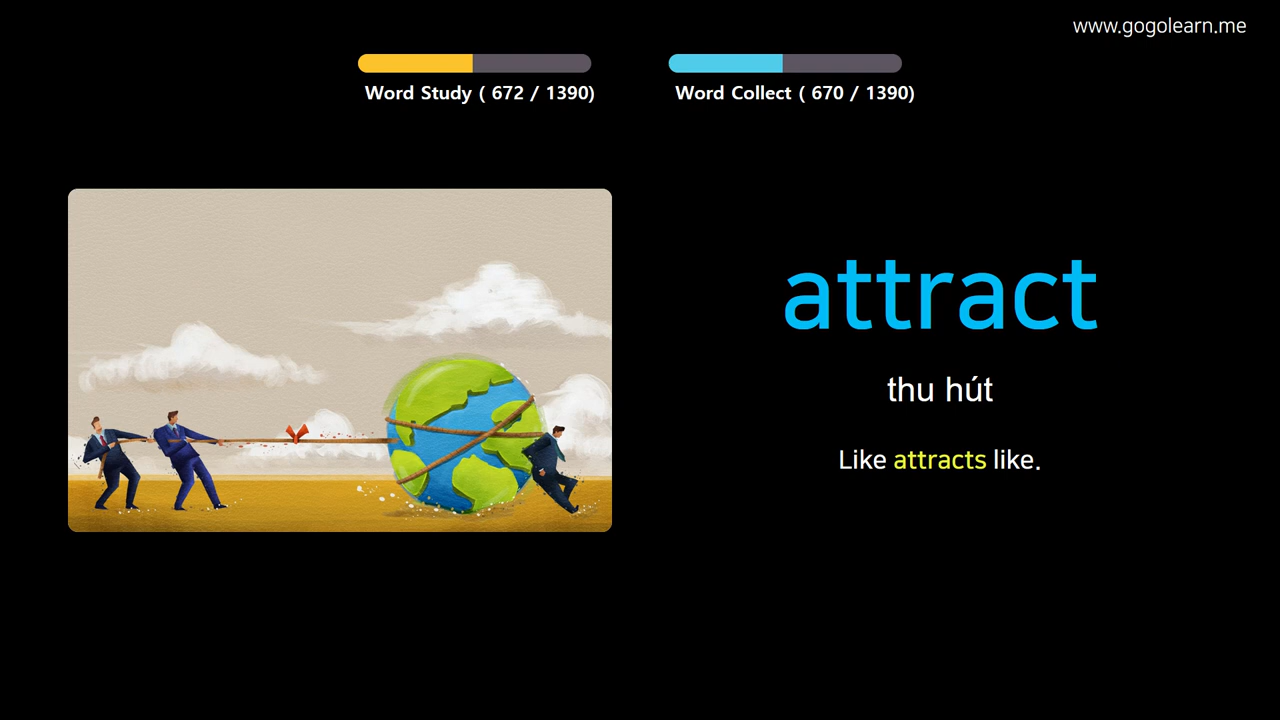 www.gogolearn.me
Word Study ( 672 / 1390)
Word Collect ( 670 / 1390)
attract
thu hút
Like attracts like.